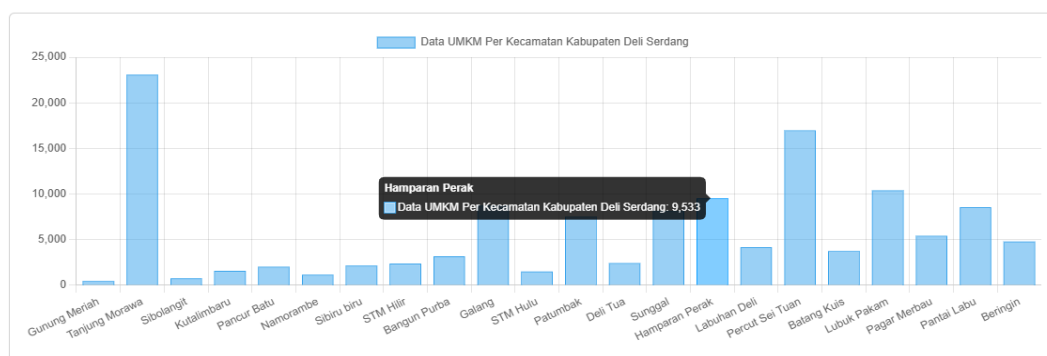 Data UMKM Per Kecamatan Kabupaten Deli Serdang
25,000
20,000
15,000
10,000
5,000
0
Hamparan Perak
Data UMKM Per Kecamatan Kabupaten Deli Serdang: 9,533
Gunung Meriah
Tanjung Morawa
Sibolangit
Kutalimbaru
Pancur Batu
Namorambe
Sibiru biru
STM Hilir
Bangun Purba
Galang
STM Hulu
Patumbak
Deli Tua
Sunggal
Hamparan Perak
Labuhan Deli
Percut Sei Tuan
Batang Kuis
Lubuk Pakam
Pagar Merbau
Pantai Labu
Beringin